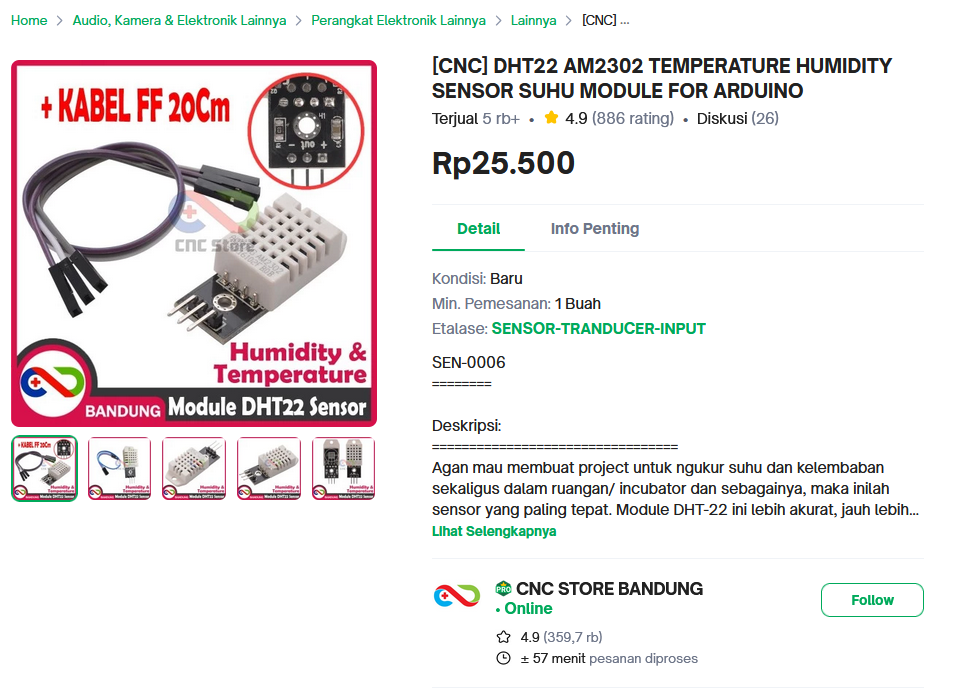 Home > Audio, Kamera & Elektronik Lainnya > Perangkat Elektronik Lainnya > Lainnya > [CNC] ...
+ KABEL FF 20Cm
out
CNC Store
Humidity &
Temperature
BANDUNG Module DHT22 Sensor
[CNC] DHT22 AM2302 TEMPERATURE HUMIDITY
SENSOR SUHU MODULE FOR ARDUINO
Terjual 5 rb+ • 4.9 (886 rating) • Diskusi (26)
Rp25.500
Detail Info Penting
Kondisi: Baru
Min. Pemesanan: 1 Buah
Etalase: SENSOR-TRANDUCER-INPUT
SEN-0006
========
Deskripsi:
=================================
Agan mau membuat project untuk ngukur suhu dan kelembaban
sekaligus dalam ruangan/ incubator dan sebagainya, maka inilah
sensor yang paling tepat. Module DHT-22 ini lebih akurat, jauh lebih...
Lihat Selengkapnya
PRO CNC STORE BANDUNG
• Online
Follow
4.9 (359,7 rb)
± 57 menit pesanan diproses